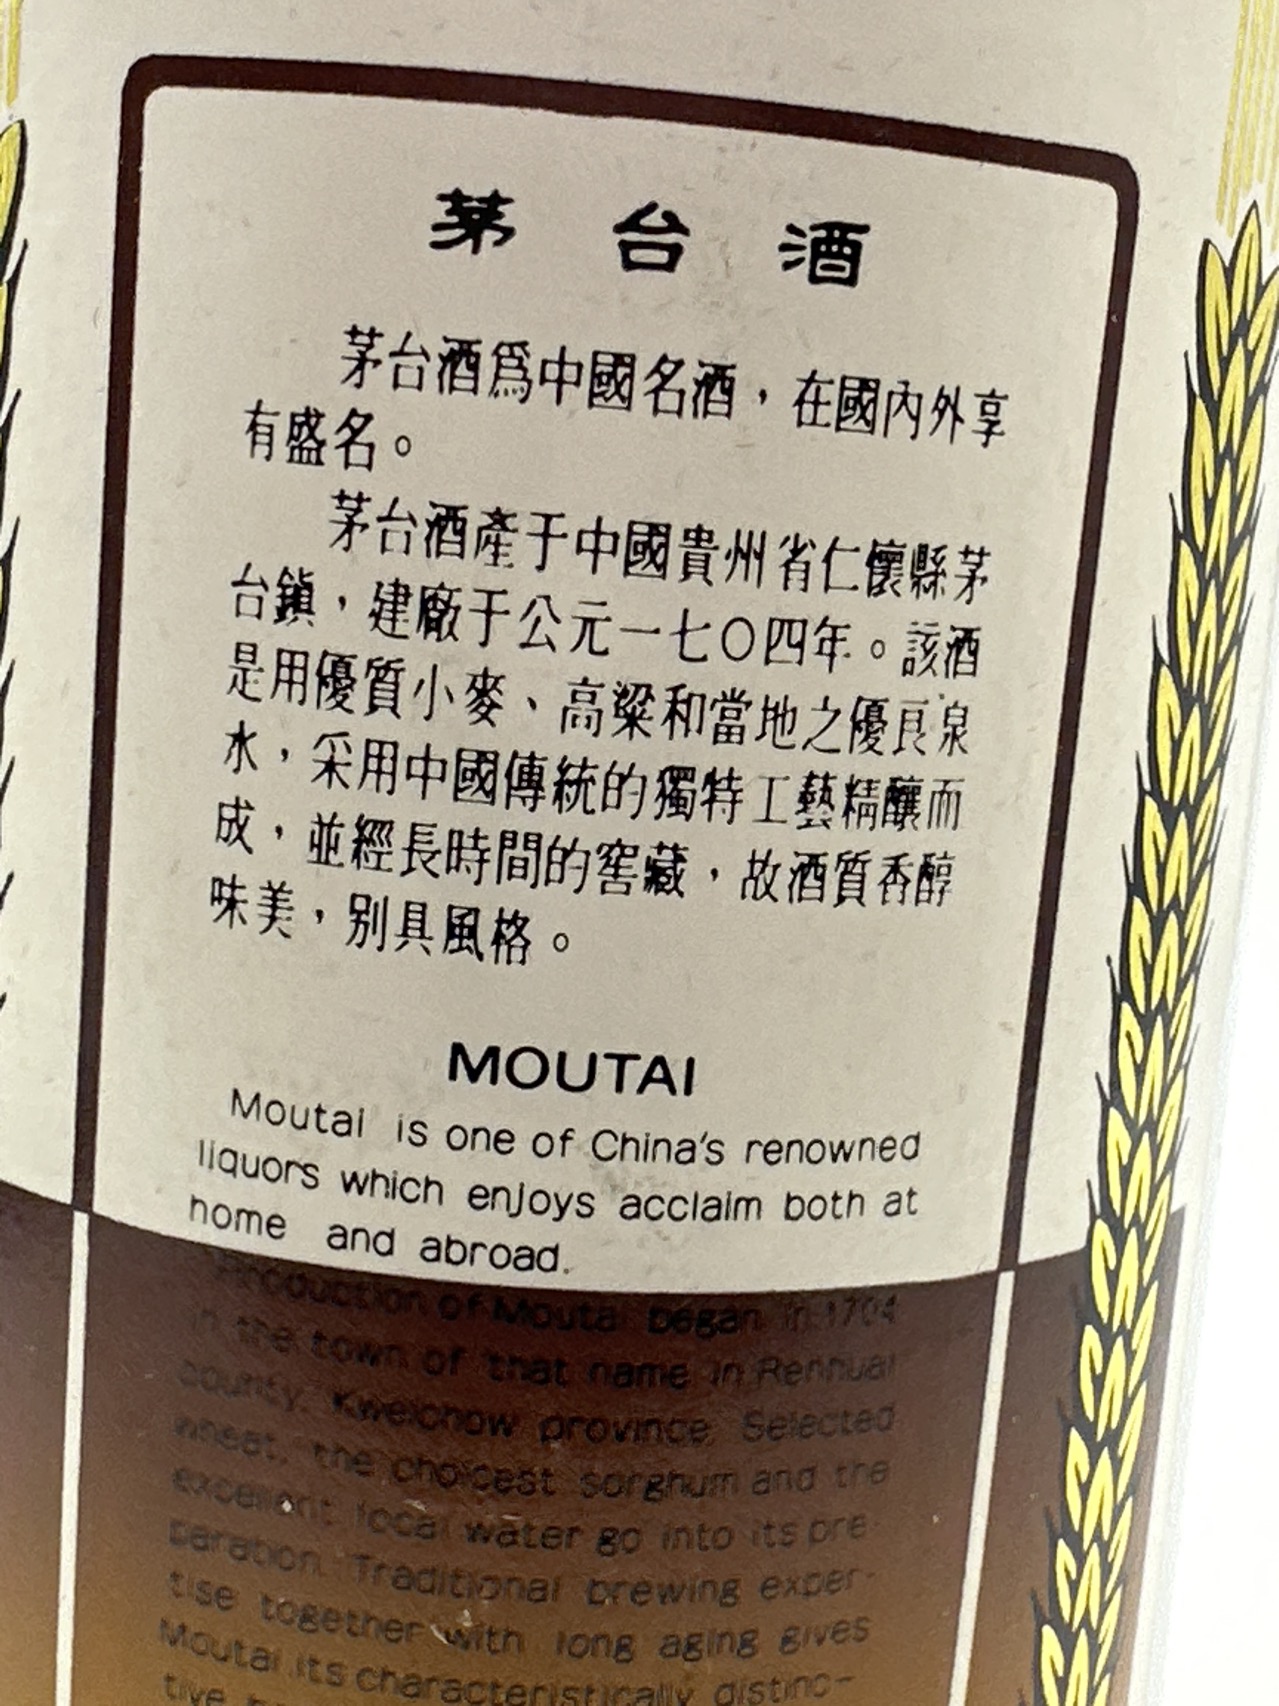 茅台酒
茅台酒爲中國名酒，在國內外享
有盛名。
茅台酒產于中國貴州省仁懷縣茅
台鎮，建廠于公元一七〇四年。該酒
是用優質小麥、高粱和當地之優良泉
水，采用中國傳統的獨特工藝精釀而
成，並經長時間的窖藏，故酒質香醇
味美，別具風格。
MOUTAI
Moutai is one of China's renowned
liquors which enjoys acclaim both at
home and abroad.
Production of Moutai began in 1704
in the town of that name in Renhuai
county, Kweichow province. Selected
wheat, the choicest sorghum and the
excellent local water go into its pre-
paration. Traditional brewing exper-
tise together with long aging gives
Moutai its characteristically distinc-
tive